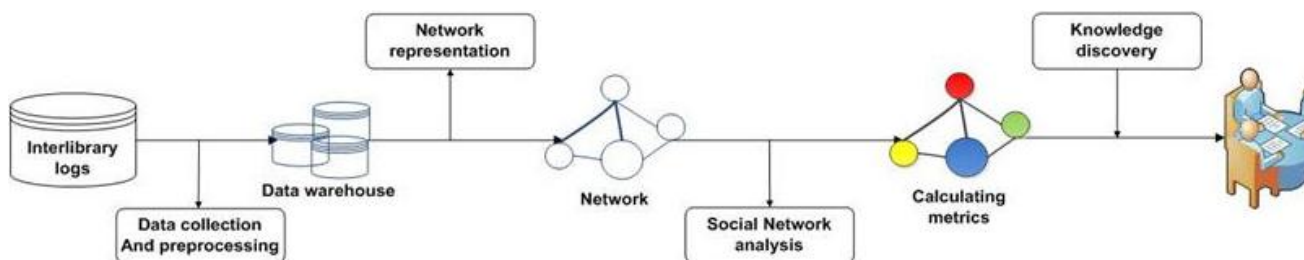 Interlibrary
logs
Data collection
And preprocessing
Data warehouse
Network
representation
Network
Social Network
analysis
Calculating
metrics
Knowledge
discovery